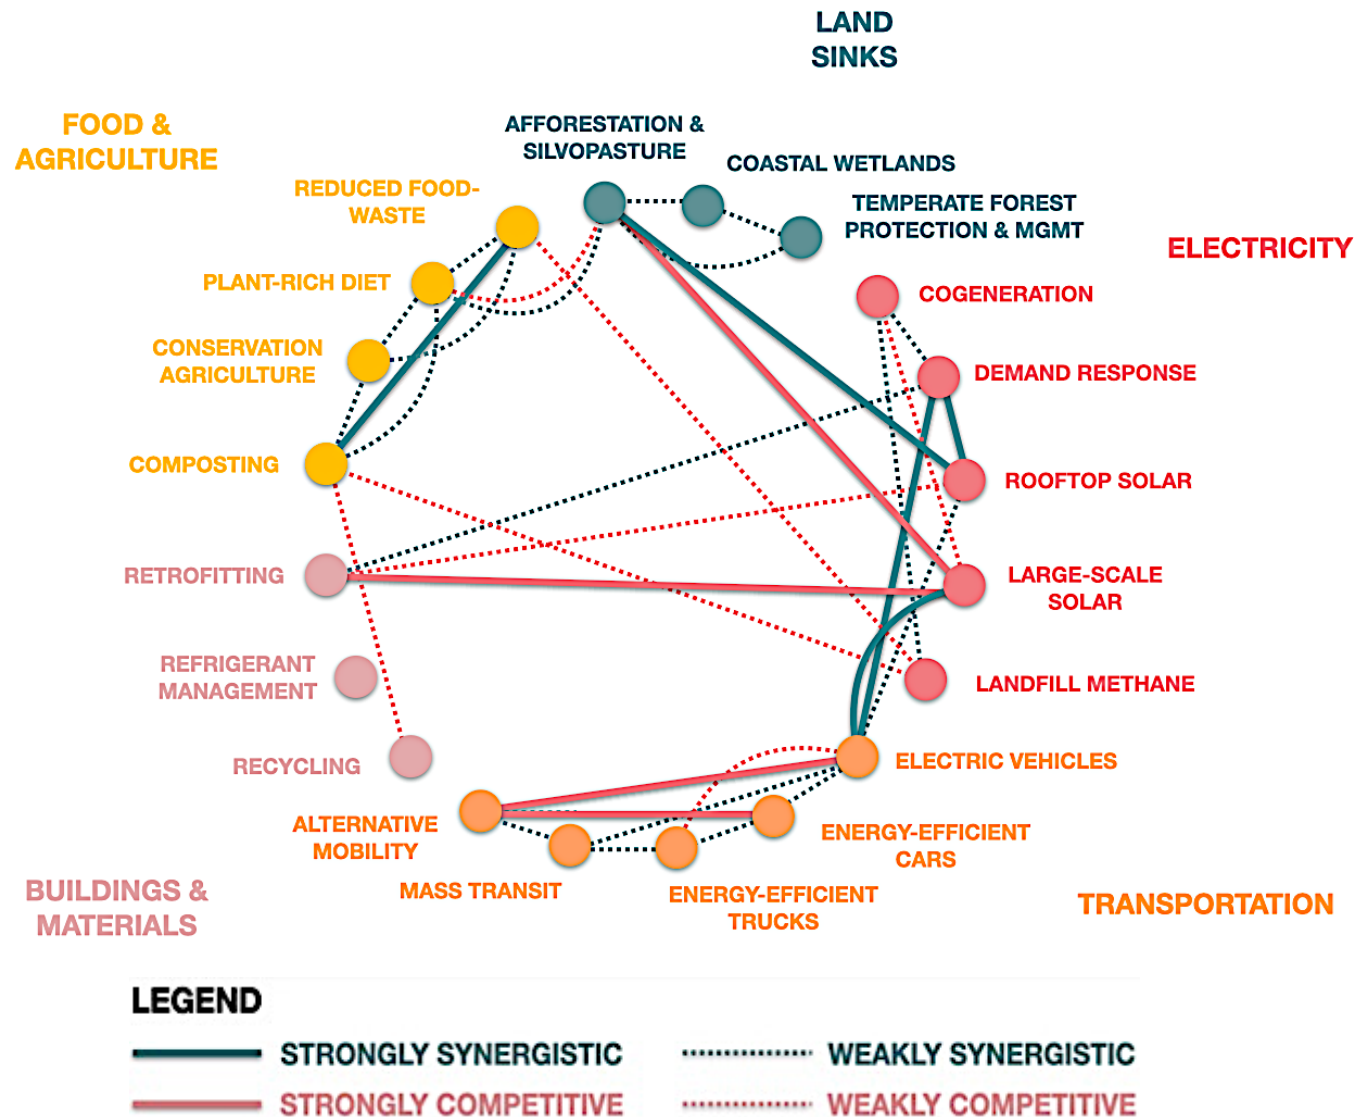 LAND
SINKS
FOOD &
AGRICULTURE
AFFORESTATION &
SILVOPASTURE
COASTAL WETLANDS
REDUCED FOOD-
WASTE
TEMPERATE FOREST
PROTECTION & MGMT
ELECTRICITY
PLANT-RICH DIET
COGENERATION
CONSERVATION
AGRICULTURE
DEMAND RESPONSE
COMPOSTING
ROOFTOP SOLAR
RETROFITTING
LARGE-SCALE
SOLAR
REFRIGERANT
MANAGEMENT
LANDFILL METHANE
RECYCLING
ELECTRIC VEHICLES
ALTERNATIVE
MOBILITY
ENERGY-EFFICIENT
CARS
MASS TRANSIT
ENERGY-EFFICIENT
TRUCKS
BUILDINGS &
MATERIALS
TRANSPORTATION
LEGEND
STRONGLY SYNERGISTIC
WEAKLY SYNERGISTIC
STRONGLY COMPETITIVE
WEAKLY COMPETITIVE